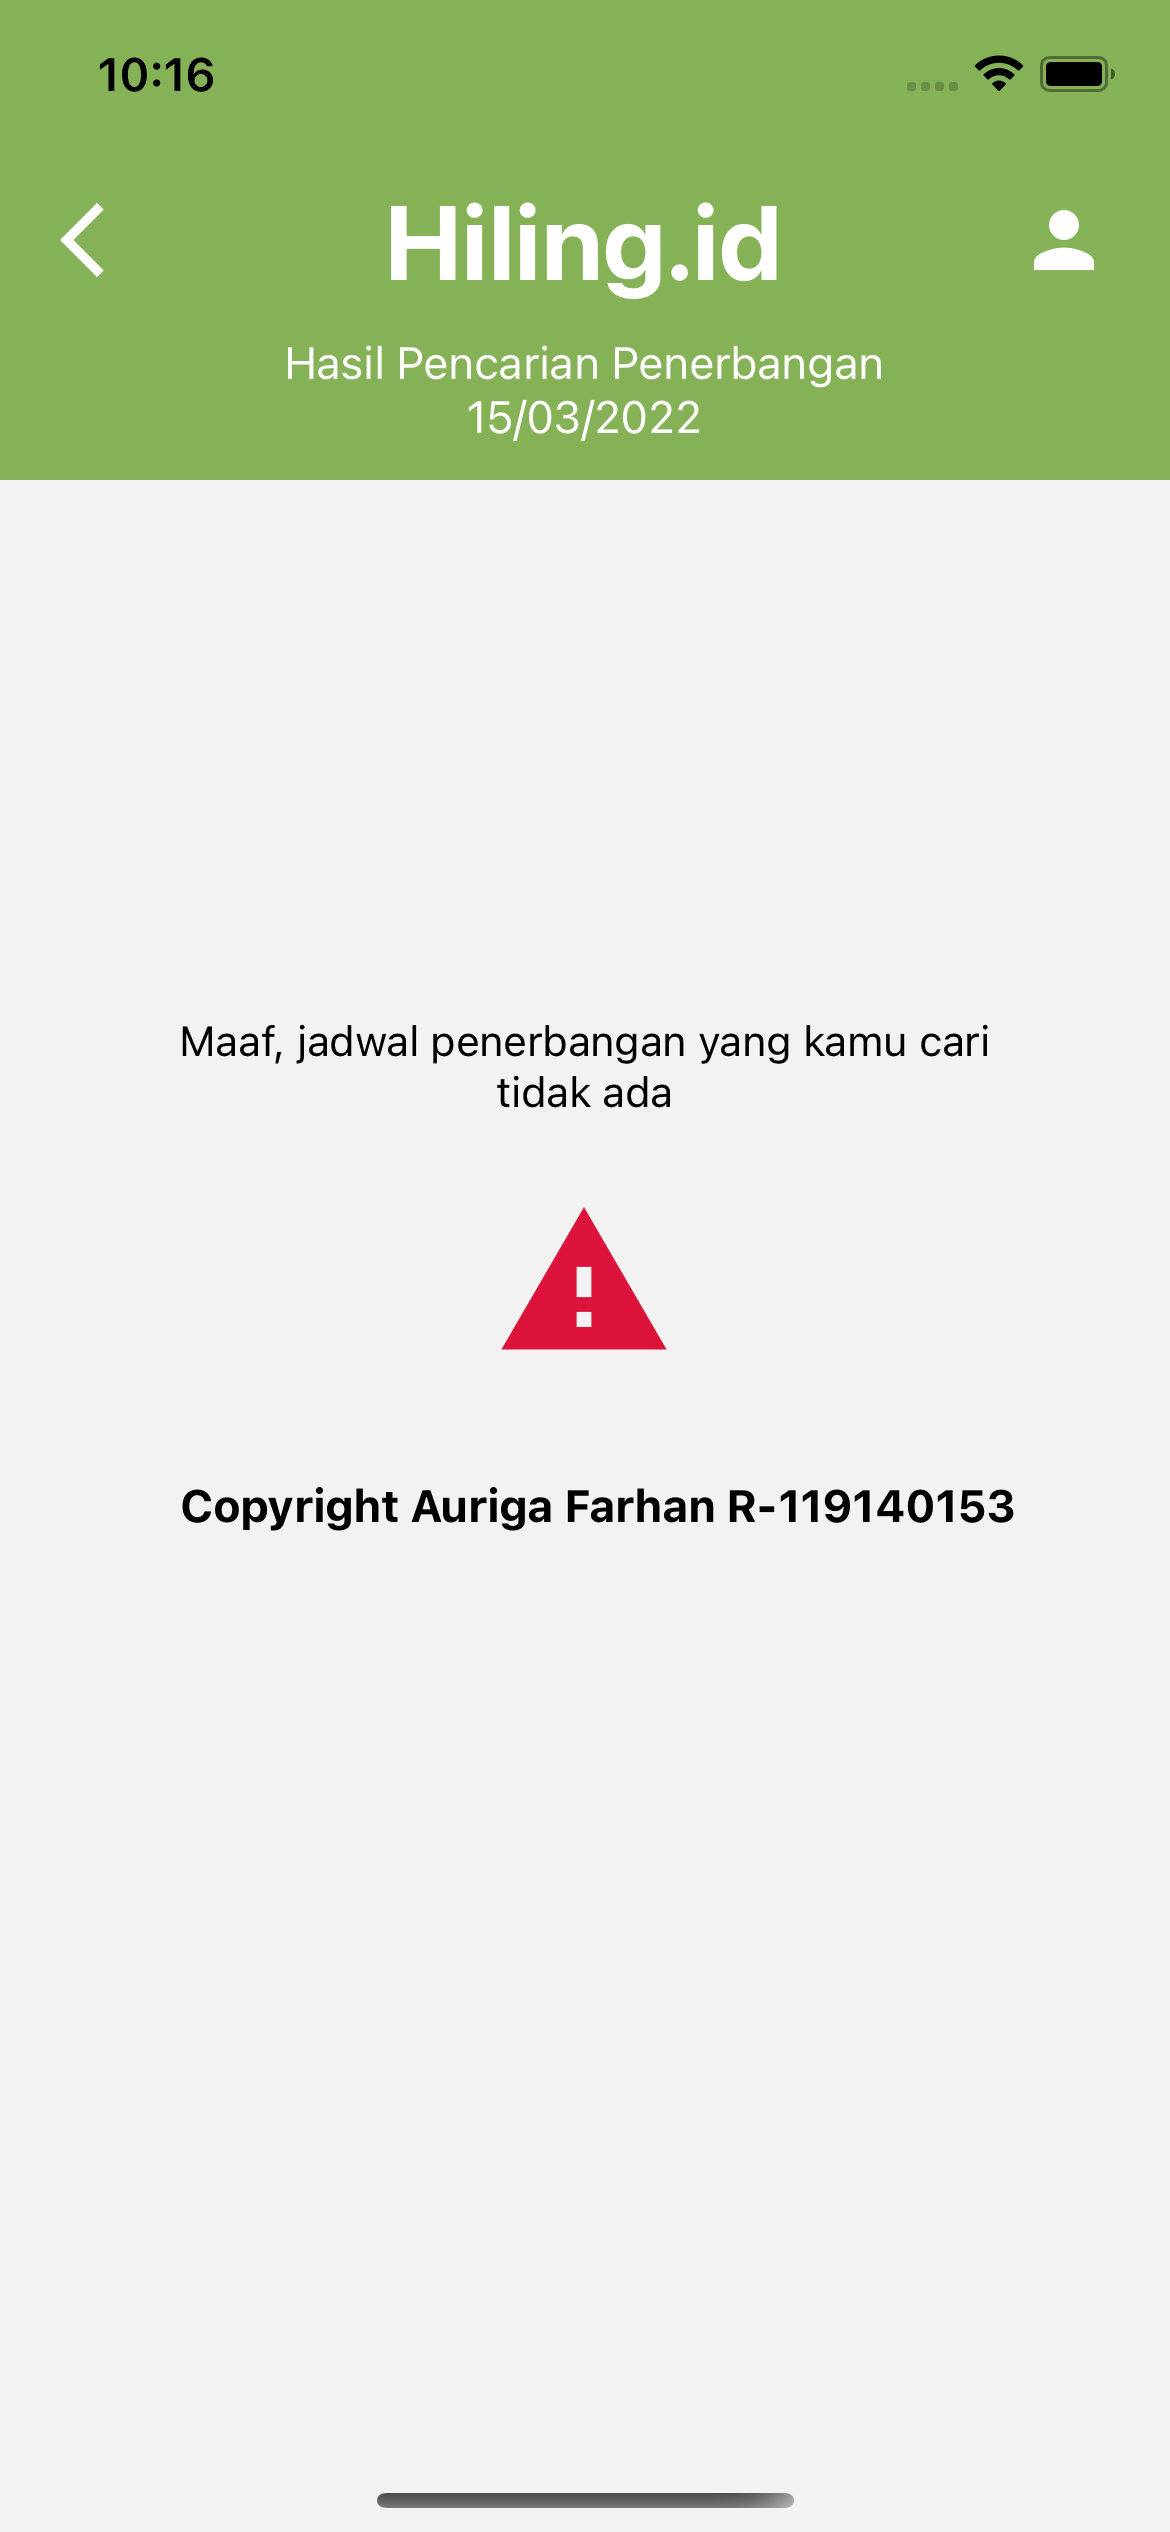 10:16
Hiling.id
Hasil Pencarian Penerbangan
15/03/2022
Maaf, jadwal penerbangan yang kamu cari
tidak ada
Copyright Auriga Farhan R-119140153